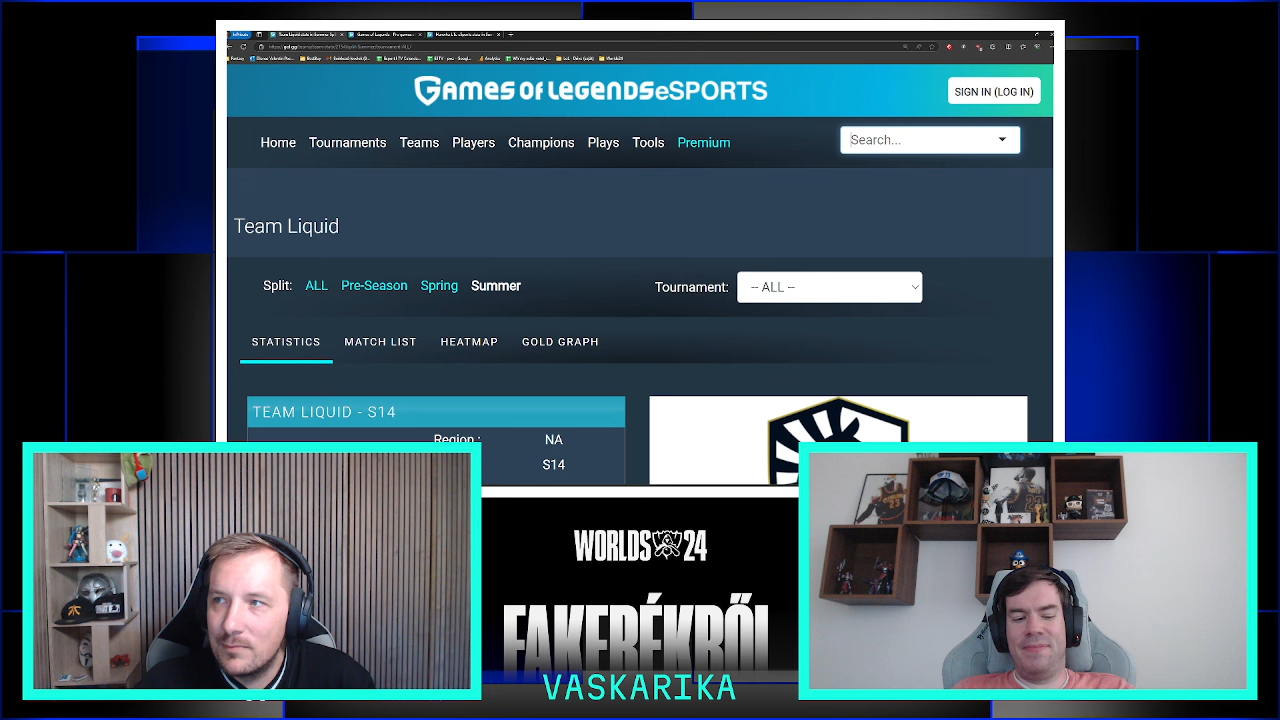 GAMES OF LEGENDS eSPORTS
SIGN IN (LOG IN)
Home Tournaments Teams Players Champions Plays Tools Premium
Search...
Team Liquid
Split: ALL Pre-Season Spring Summer
Tournament: -- ALL --
STATISTICS MATCH LIST HEATMAP GOLD GRAPH
TEAM LIQUID - S14
Region : NA
S14
WORLDS 24
FAKERÉKRŐL
VASKARIKA